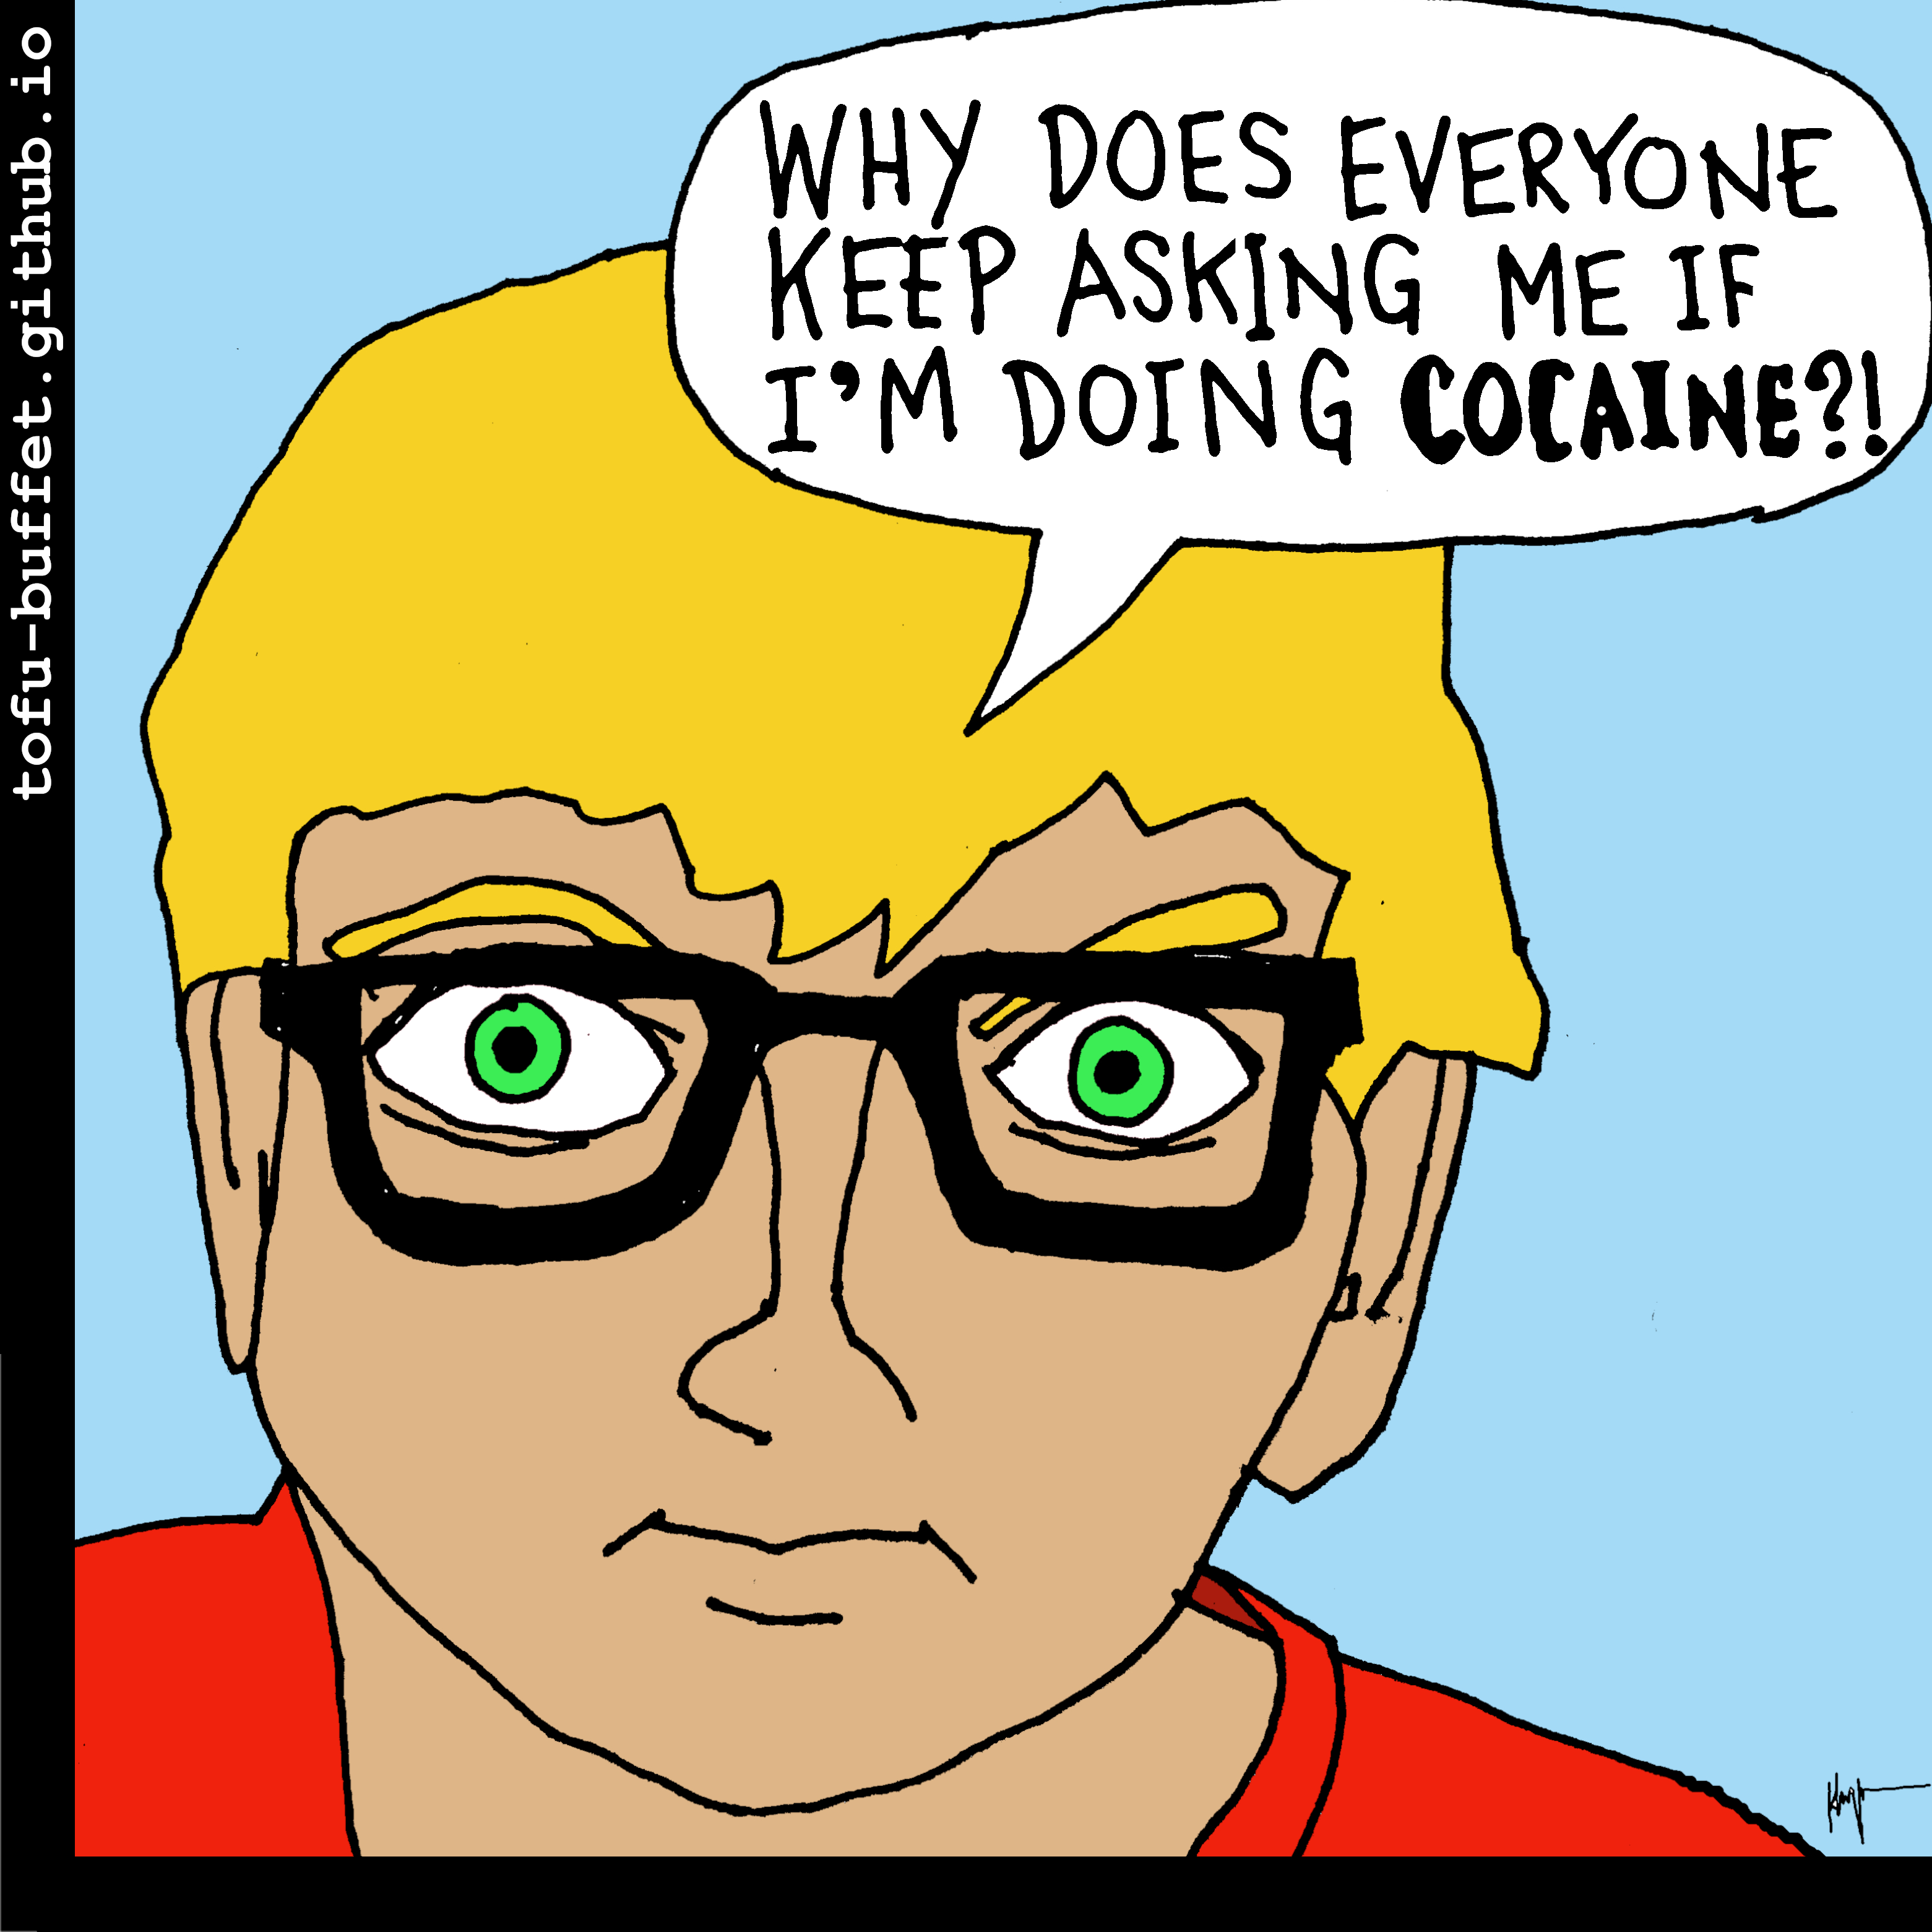 tofu-buffet.github.io
WHY DOES EVERYONE
KEEP ASKING ME IF
I'M DOING COCAINE?!